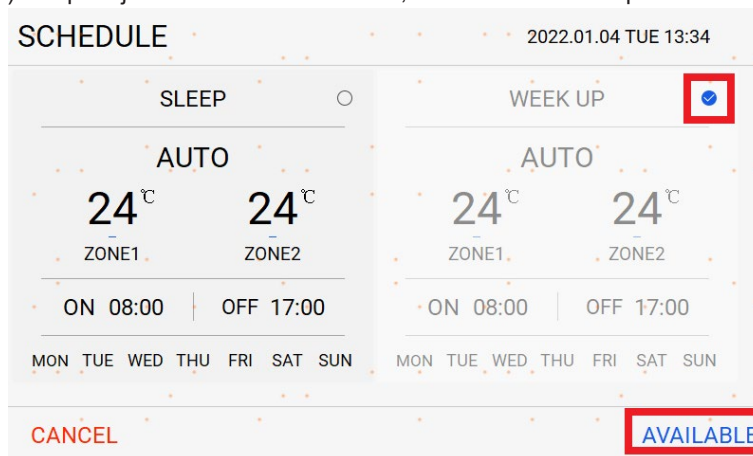 SCHEDULE 2022.01.04 TUE 13:34
SLEEP
AUTO
24℃ 24℃
ZONE1 ZONE2
ON 08:00 OFF 17:00
MON TUE WED THU FRI SAT SUN
WEEK UP
AUTO
24℃ 24℃
ZONE1 ZONE2
ON 08:00 OFF 17:00
MON TUE WED THU FRI SAT SUN
CANCEL AVAILABLE